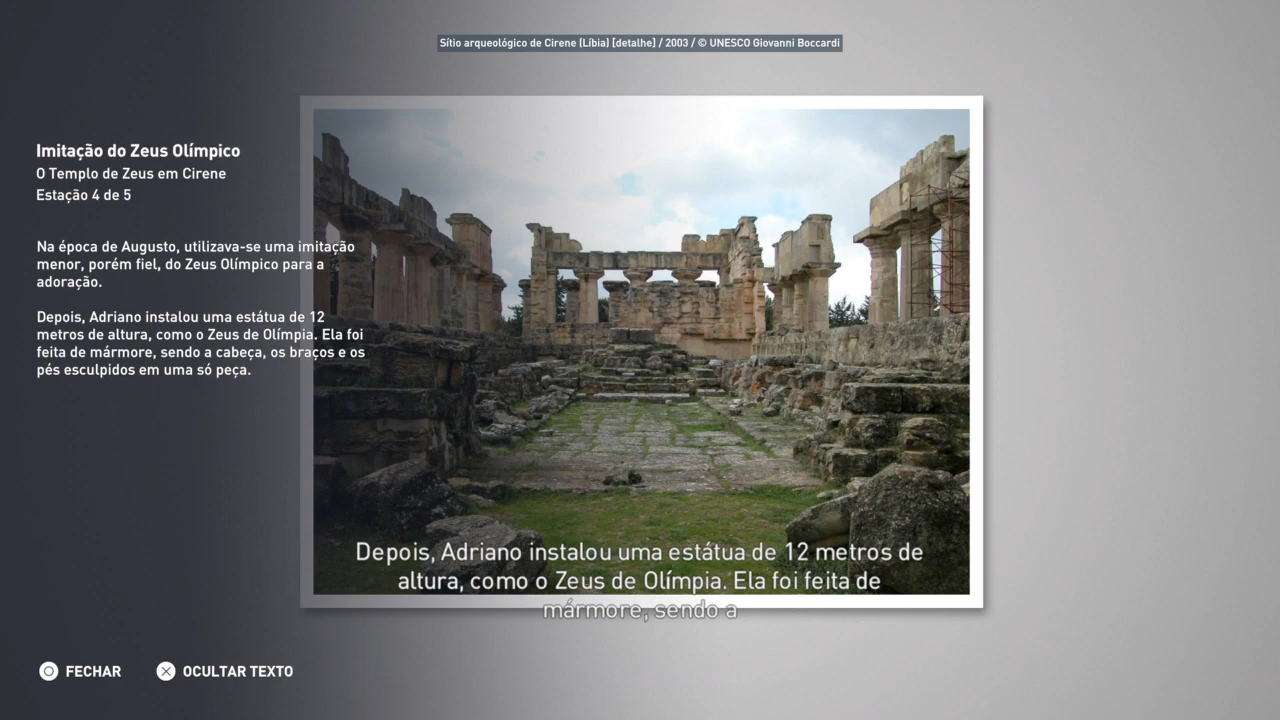 Sítio arqueológico de Cirene (Líbia) [detalhe] / 2003 / © UNESCO Giovanni Boccardi
Imitação do Zeus Olímpico
O Templo de Zeus em Cirene
Estação 4 de 5
Na época de Augusto, utilizava-se uma imitação
menor, porém fiel, do Zeus Olímpico para a
adoração.
Depois, Adriano instalou uma estátua de 12
metros de altura, como o Zeus de Olímpia. Ela foi
feita de mármore, sendo a cabeça, os braços e os
pés esculpidos em uma só peça.
Depois, Adriano instalou uma estátua de 12 metros de
altura, como o Zeus de Olímpia. Ela foi feita de
mármore, sendo a
FECHAR OCULTAR TEXTO